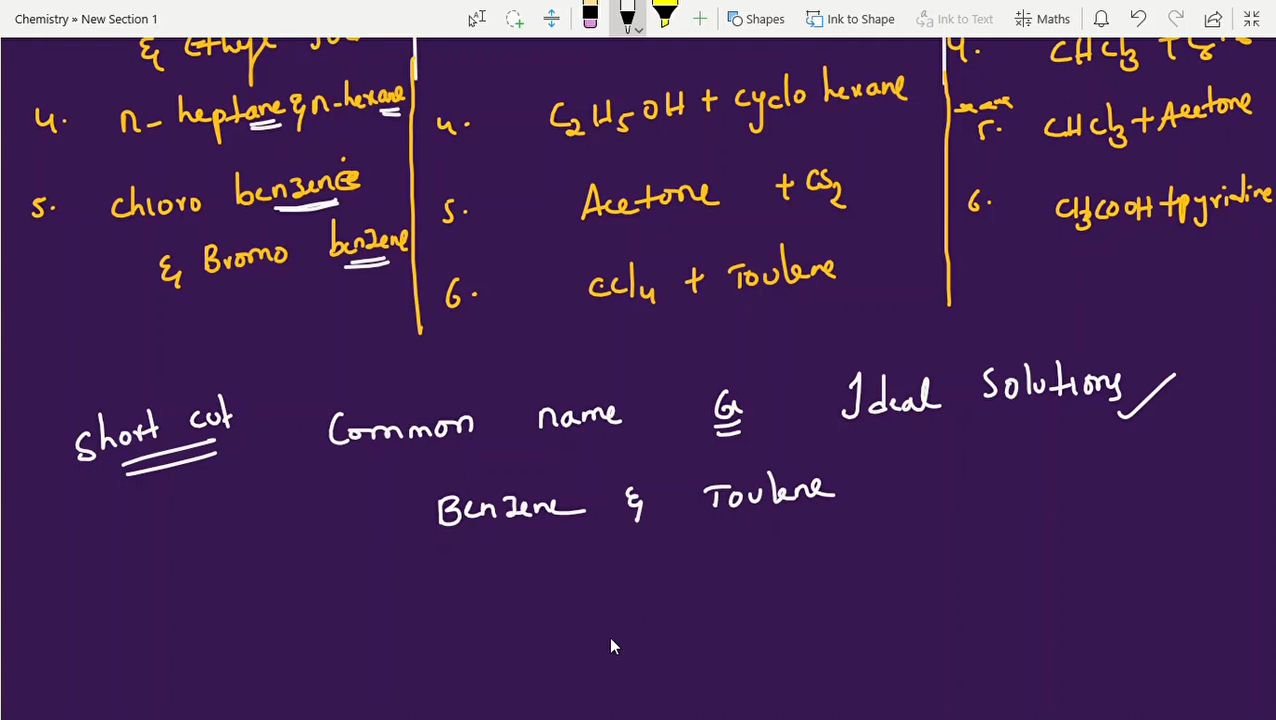 Chemistry » New Section 1
Shapes
Ink to Shape
Ink to Text
Maths
& Ethyl
4. n- heptane & n-hexane
5. chloro benzene
& Bromo benzene
4. C2H5OH + cyclo hexane
5. Acetone + CS2
6. CCl4 + Toulene
4. CHCl3 +
5. CHCl3 + Acetone
6. CH3COOH + pyridine
Short cut Common name Ideal Solutions
Benzene & Toulene